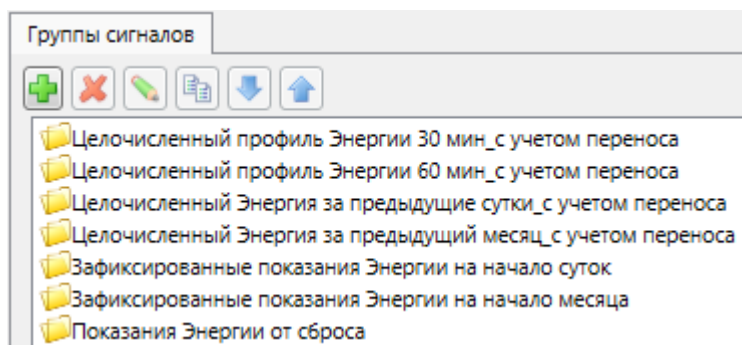 Группы сигналов
Целочисленный профиль Энергии 30 мин_с учетом переноса
Целочисленный профиль Энергии 60 мин_с учетом переноса
Целочисленный Энергия за предыдущие сутки_с учетом переноса
Целочисленный Энергия за предыдущий месяц_с учетом переноса
Зафиксированные показания Энергии на начало суток
Зафиксированные показания Энергии на начало месяца
Показания Энергии от сброса